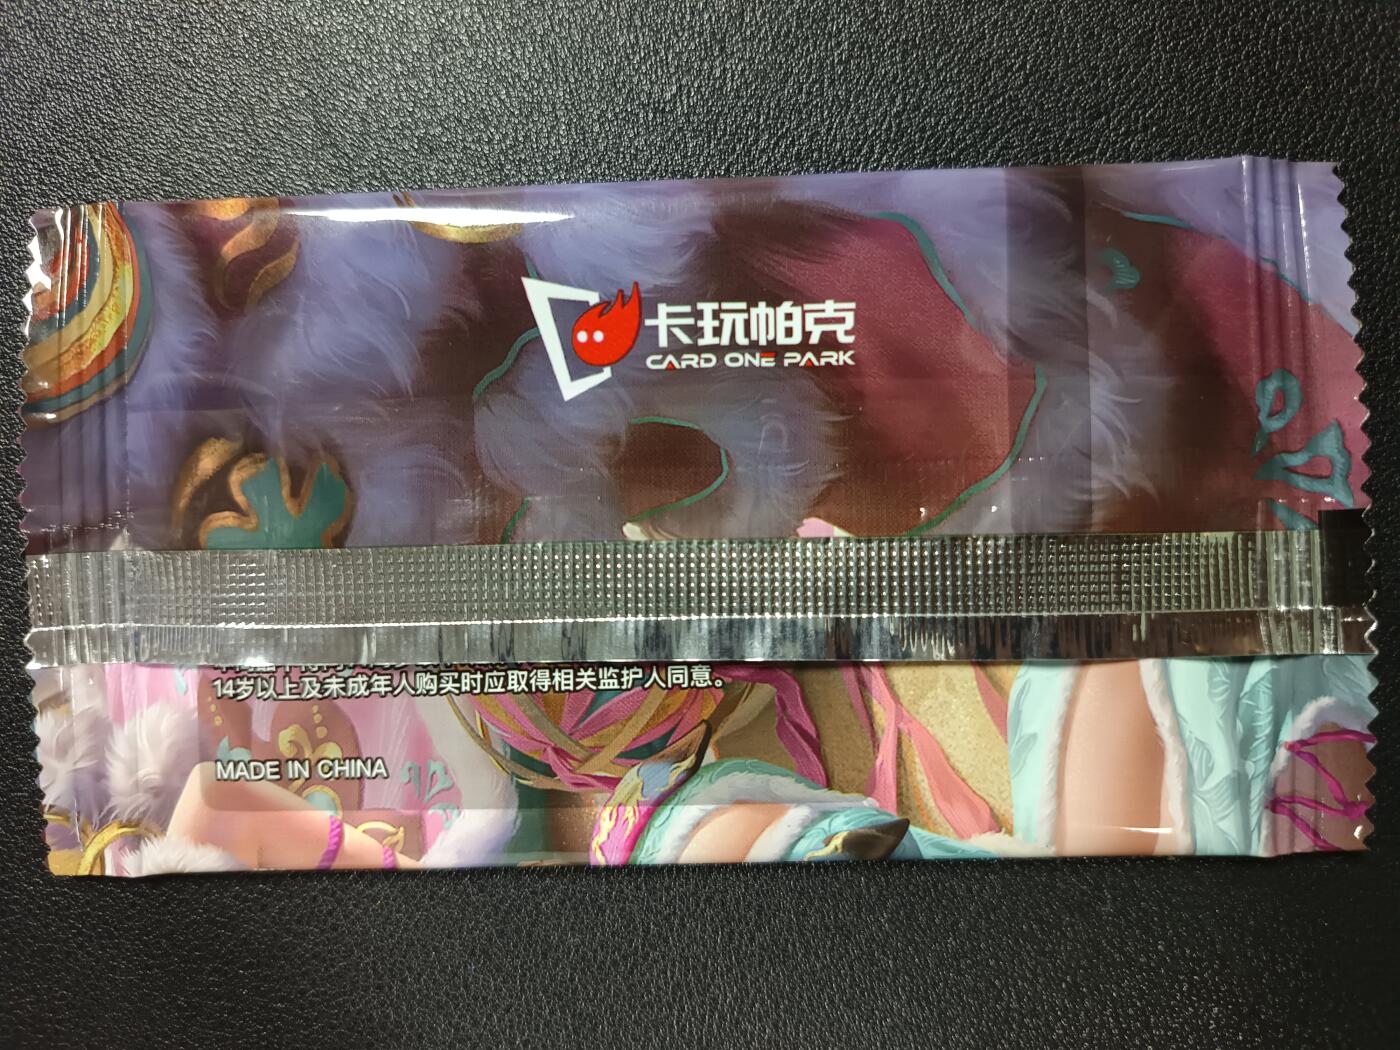 卡玩帕克
CARD ONE PARK
14岁以上及未成年人购买时应取得相关监护人同意。
MADE IN CHINA